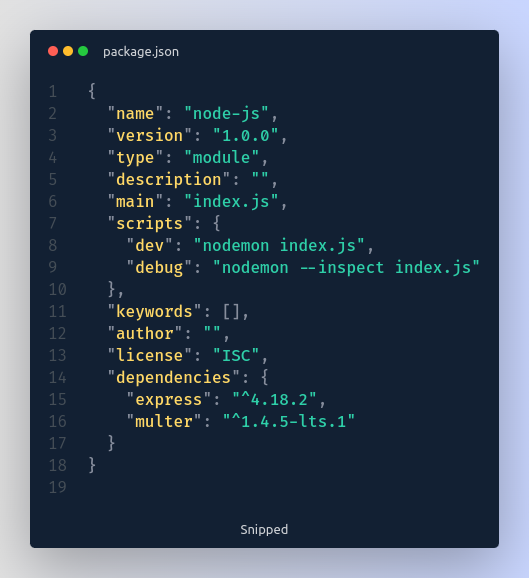 package.json
1 {
2   "name": "node-js",
3   "version": "1.0.0",
4   "type": "module",
5   "description": "",
6   "main": "index.js",
7   "scripts": {
8     "dev": "nodemon index.js",
9     "debug": "nodemon --inspect index.js"
10   },
11   "keywords": [],
12   "author": "",
13   "license": "ISC",
14   "dependencies": {
15     "express": "^4.18.2",
16     "multer": "^1.4.5-lts.1"
17   }
18 }
19
Snipped